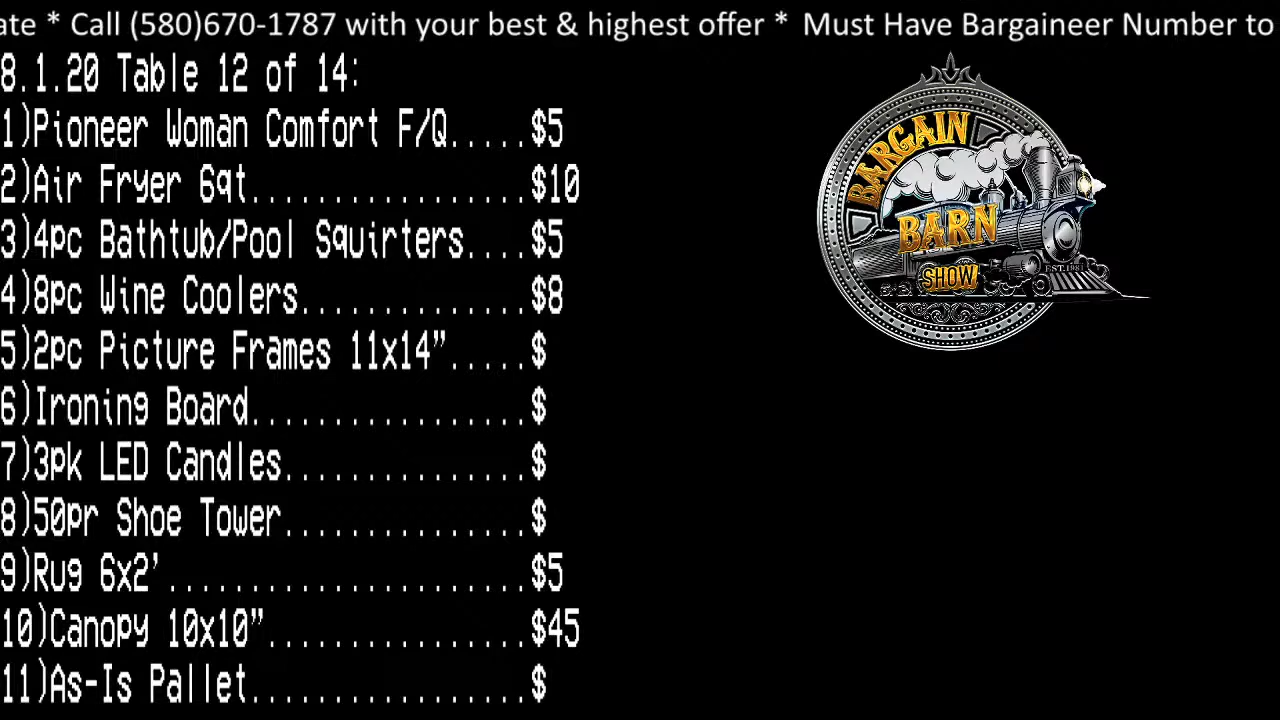 ate * Call (580)670-1787 with your best & highest offer * Must Have Bargaineer Number to
8.1.20 Table 12 of 14:
1)Pioneer Woman Comfort F/Q.....$5
2)Air Fryer 6qt.................$10
3)4pc Bathtub/Pool Squirters....$5
4)8pc Wine Coolers..............$8
5)2pc Picture Frames 11x14”.....$
6)Ironing Board.................$
7)3pk LED Candles...............$
8)50pr Shoe Tower...............$
9)Rug 6x2’......................$5
10)Canopy 10x10”................$45
11)As-Is Pallet.................$
BARGAIN
BARN
SHOW
EST. 1981